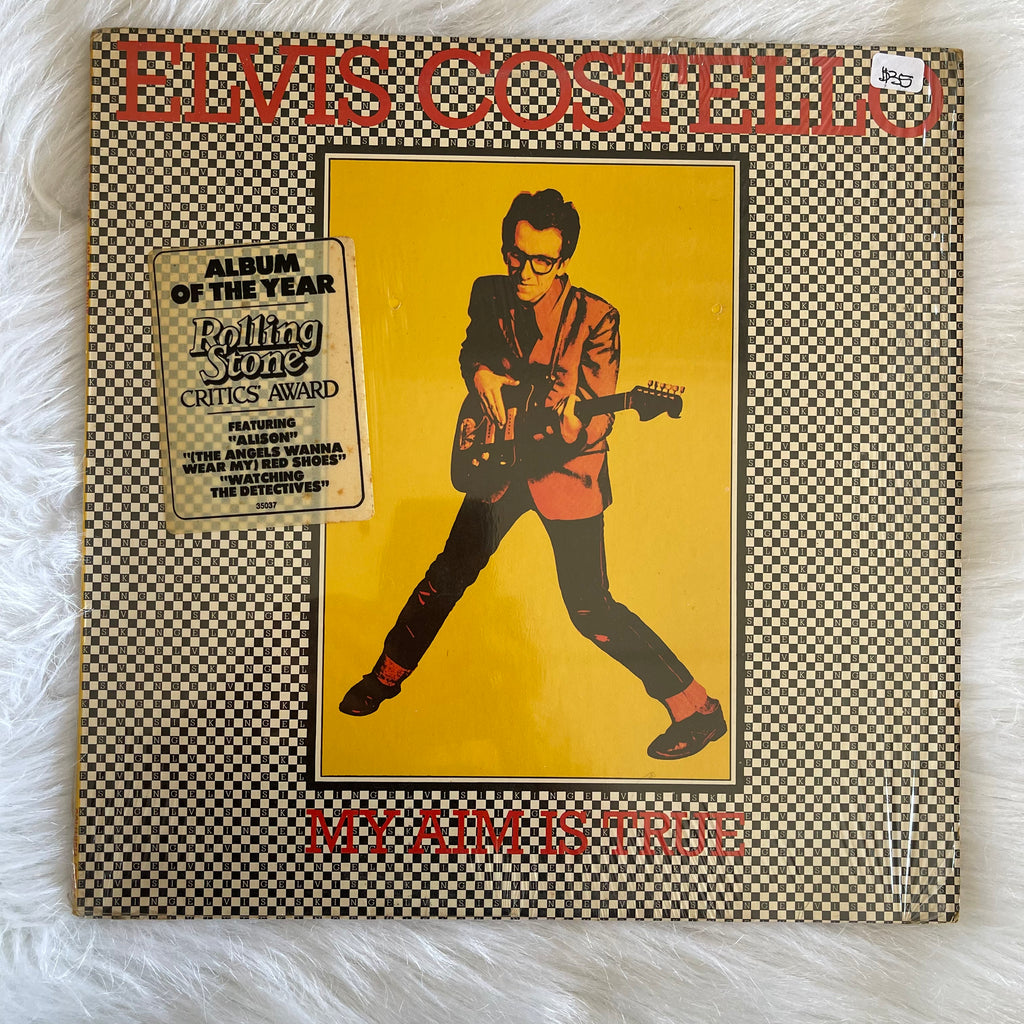 ELVIS COSTELLO
$35
ALBUM
OF THE YEAR
Rolling
Stone
CRITICS' AWARD
FEATURING
"ALISON"
"(THE ANGELS WANNA
WEAR MY) RED SHOES"
"WATCHING
THE DETECTIVES"
35037
MY AIM IS TRUE